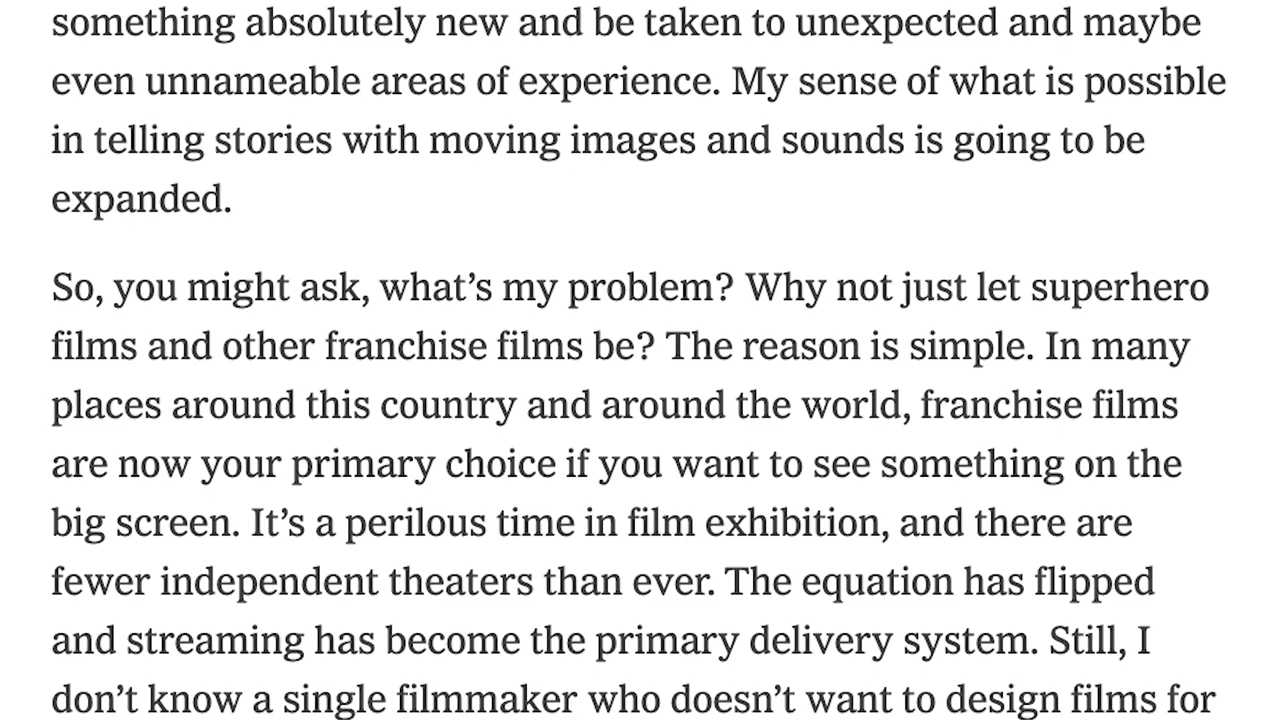 something absolutely new and be taken to unexpected and maybe
even unnameable areas of experience. My sense of what is possible
in telling stories with moving images and sounds is going to be
expanded.
So, you might ask, what’s my problem? Why not just let superhero
films and other franchise films be? The reason is simple. In many
places around this country and around the world, franchise films
are now your primary choice if you want to see something on the
big screen. It’s a perilous time in film exhibition, and there are
fewer independent theaters than ever. The equation has flipped
and streaming has become the primary delivery system. Still, I
don’t know a single filmmaker who doesn’t want to design films for